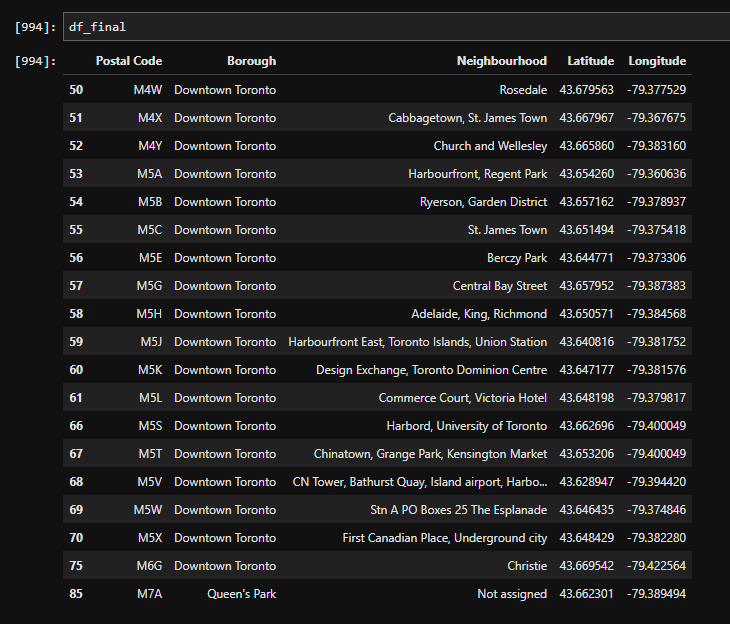 [994]: df_final
[994]: Postal Code Borough Neighbourhood Latitude Longitude
50 M4W Downtown Toronto Rosedale 43.679563 -79.377529
51 M4X Downtown Toronto Cabbagetown, St. James Town 43.667967 -79.367675
52 M4Y Downtown Toronto Church and Wellesley 43.665860 -79.383160
53 M5A Downtown Toronto Harbourfront, Regent Park 43.654260 -79.360636
54 M5B Downtown Toronto Ryerson, Garden District 43.657162 -79.378937
55 M5C Downtown Toronto St. James Town 43.651494 -79.375418
56 M5E Downtown Toronto Berczy Park 43.644771 -79.373306
57 M5G Downtown Toronto Central Bay Street 43.657952 -79.387383
58 M5H Downtown Toronto Adelaide, King, Richmond 43.650571 -79.384568
59 M5J Downtown Toronto Harbourfront East, Toronto Islands, Union Station 43.640816 -79.381752
60 M5K Downtown Toronto Design Exchange, Toronto Dominion Centre 43.647177 -79.381576
61 M5L Downtown Toronto Commerce Court, Victoria Hotel 43.648198 -79.379817
66 M5S Downtown Toronto Harbord, University of Toronto 43.662696 -79.400049
67 M5T Downtown Toronto Chinatown, Grange Park, Kensington Market 43.653206 -79.400049
68 M5V Downtown Toronto CN Tower, Bathurst Quay, Island airport, Harbo... 43.628947 -79.394420
69 M5W Downtown Toronto Stn A PO Boxes 25 The Esplanade 43.646435 -79.374846
70 M5X Downtown Toronto First Canadian Place, Underground city 43.648429 -79.382280
75 M6G Downtown Toronto Christie 43.669542 -79.422564
85 M7A Queen's Park Not assigned 43.662301 -79.389494